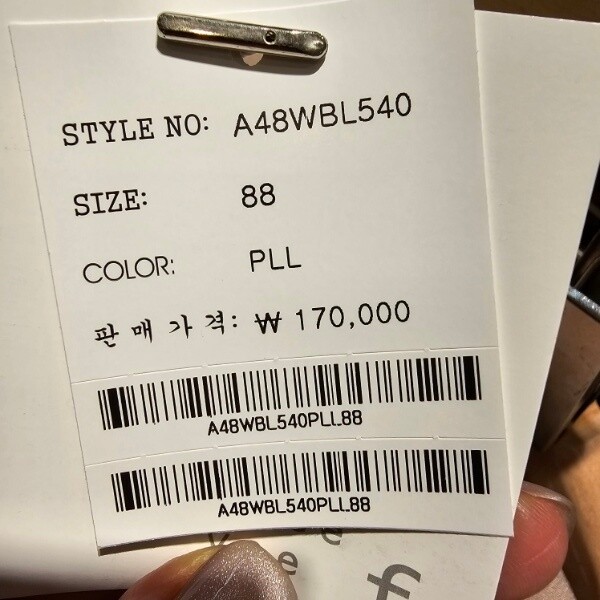 STYLE NO: A48WBL540
SIZE: 88
COLOR: PLL
판 매 가 격: ₩ 170,000
A48WBL540PLL88
A48WBL540PLL88
e
f